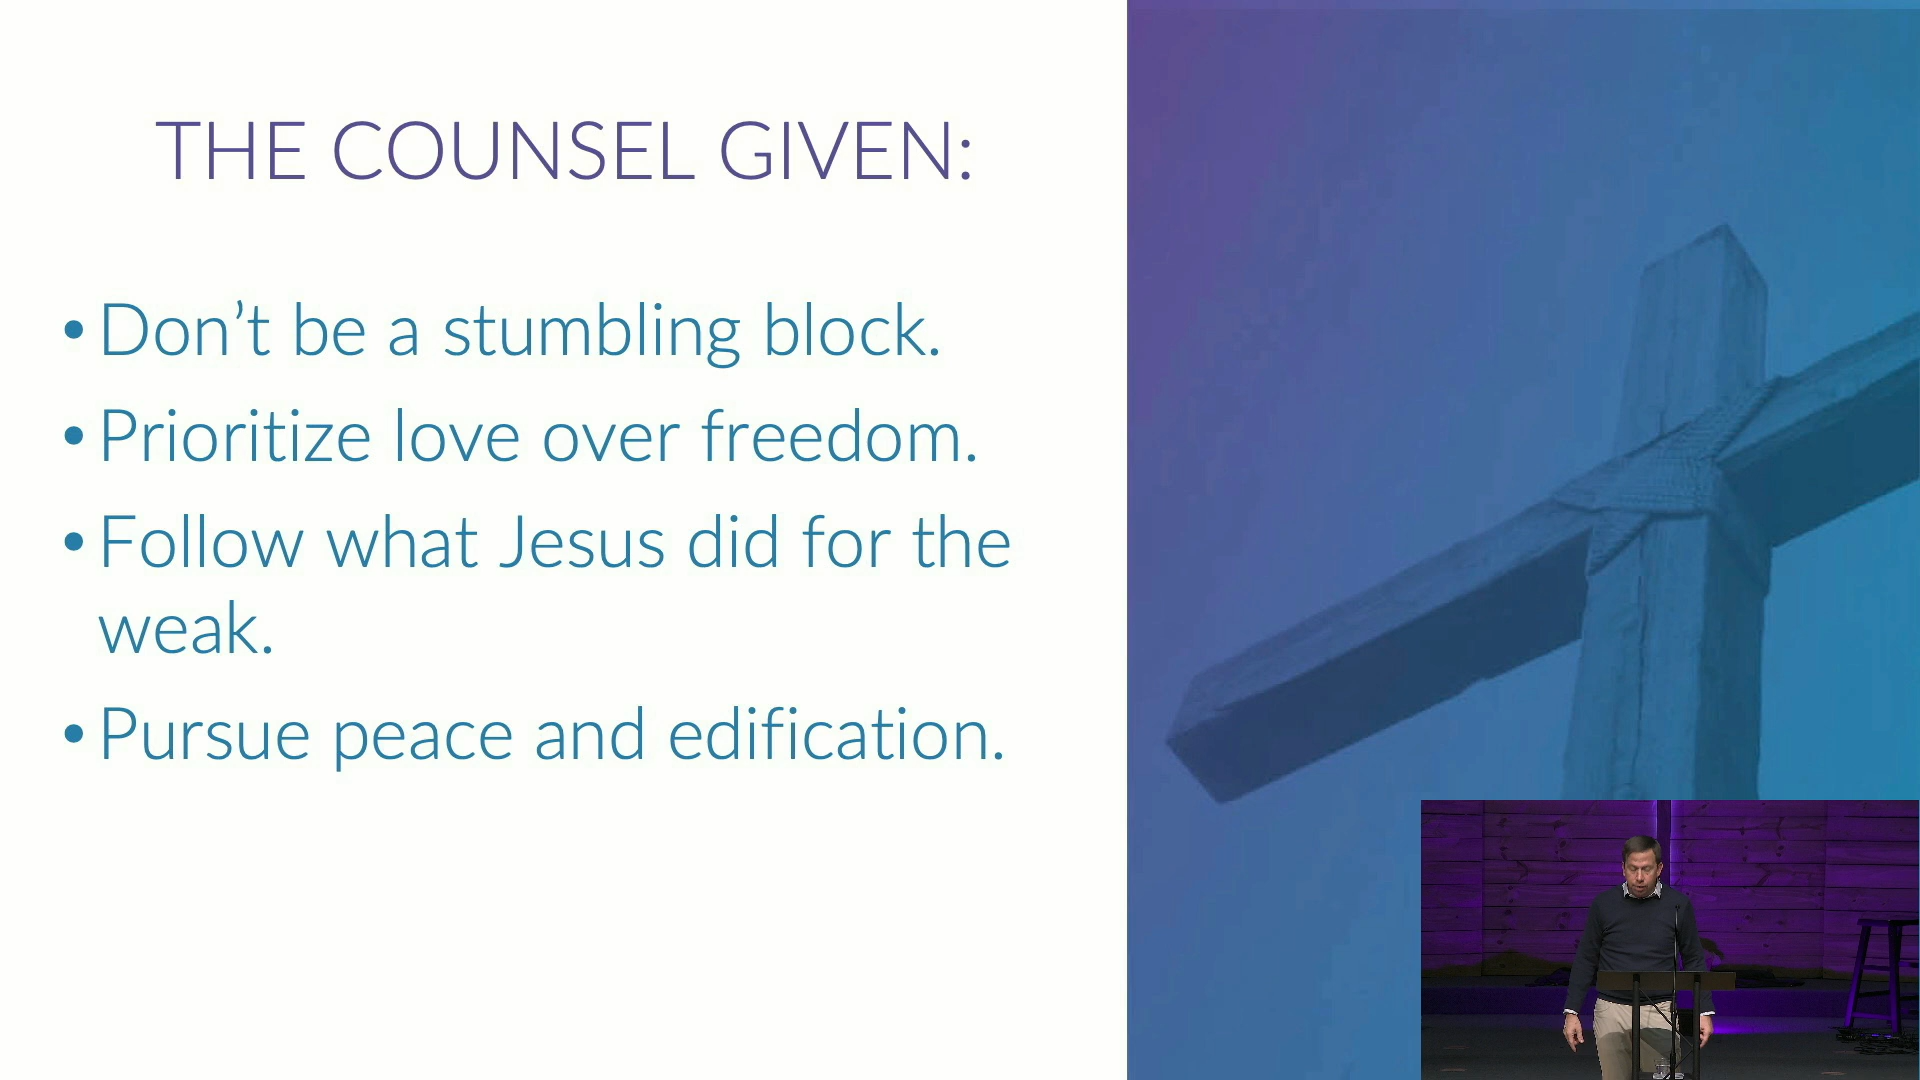 THE COUNSEL GIVEN:
• Don’t be a stumbling block.
• Prioritize love over freedom.
• Follow what Jesus did for the
weak.
• Pursue peace and edification.